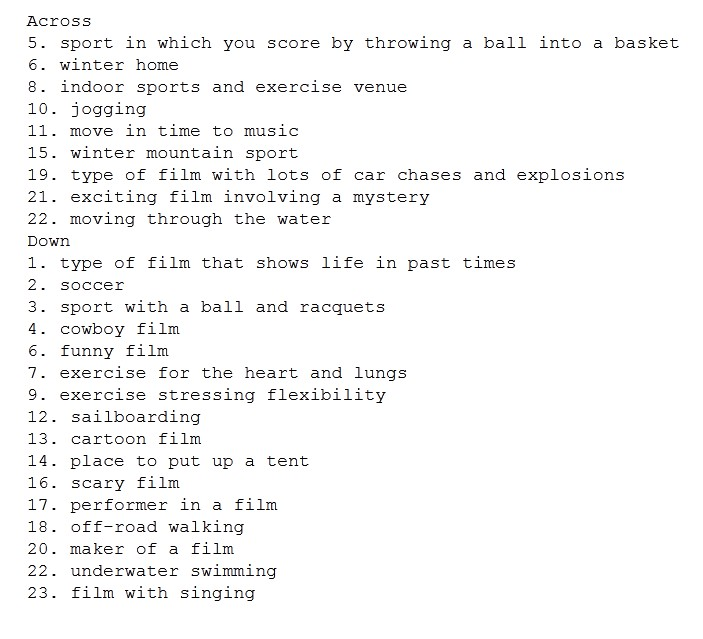 Across
5. sport in which you score by throwing a ball into a basket
6. winter home
8. indoor sports and exercise venue
10. jogging
11. move in time to music
15. winter mountain sport
19. type of film with lots of car chases and explosions
21. exciting film involving a mystery
22. moving through the water
Down
1. type of film that shows life in past times
2. soccer
3. sport with a ball and racquets
4. cowboy film
6. funny film
7. exercise for the heart and lungs
9. exercise stressing flexibility
12. sailboarding
13. cartoon film
14. place to put up a tent
16. scary film
17. performer in a film
18. off-road walking
20. maker of a film
22. underwater swimming
23. film with singing